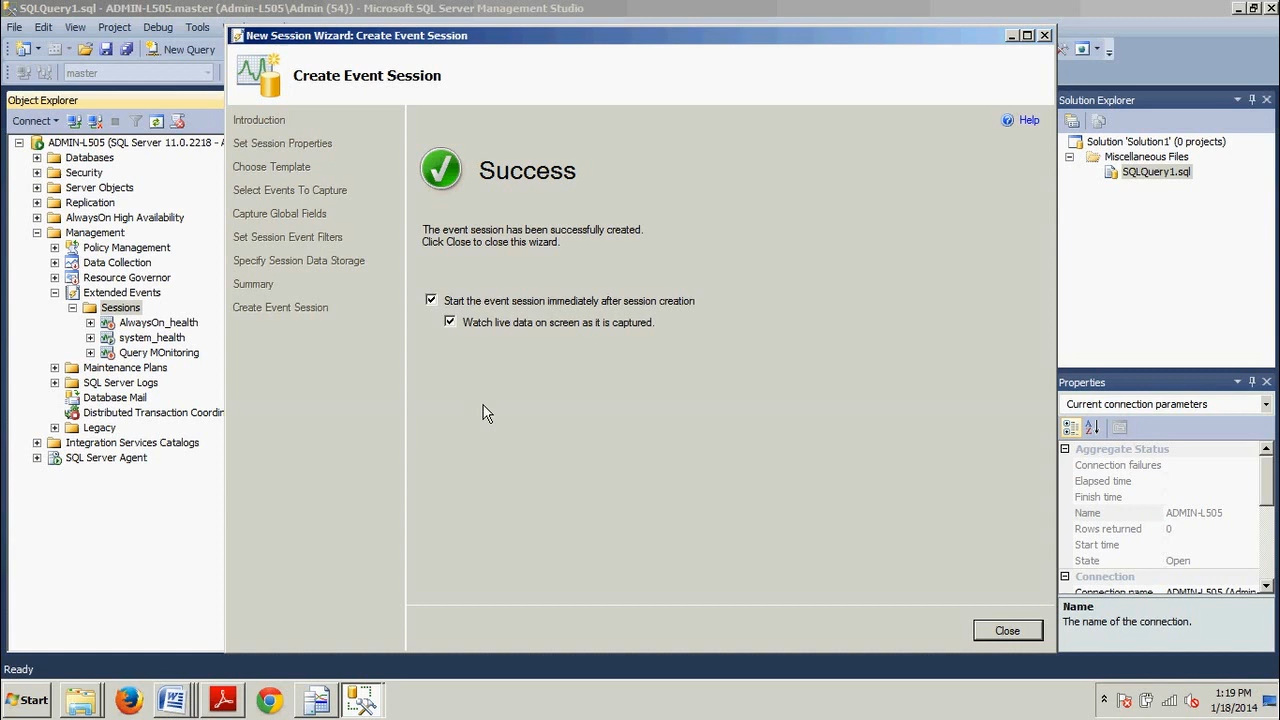 SQLQuery1.sql - ADMIN-L505.master (Admin-L505\Admin (54)) - Microsoft SQL Server Management Studio
File Edit View Project Debug Tools
New Query
master
Object Explorer
Connect
ADMIN-L505 (SQL Server 11.0.2218 - A
Databases
Security
Server Objects
Replication
AlwaysOn High Availability
Management
Policy Management
Data Collection
Resource Governor
Extended Events
Sessions
AlwaysOn_health
system_health
Query MOnitoring
Maintenance Plans
SQL Server Logs
Database Mail
Distributed Transaction Coordin
Legacy
Integration Services Catalogs
SQL Server Agent
New Session Wizard: Create Event Session
Create Event Session
Introduction
Set Session Properties
Choose Template
Select Events To Capture
Capture Global Fields
Set Session Event Filters
Specify Session Data Storage
Summary
Create Event Session
Help
Success
The event session has been successfully created.
Click Close to close this wizard.
Start the event session immediately after session creation
Watch live data on screen as it is captured.
Close
Solution Explorer
Solution 'Solution1' (0 projects)
Miscellaneous Files
SQLQuery1.sql
Properties
Current connection parameters
Aggregate Status
Connection failures
Elapsed time
Finish time
Name ADMIN-L505
Rows returned 0
Start time
State Open
Connection
Connection name ADMIN-L505 (Admin-
Name
The name of the connection.
Ready
Start
1:19 PM
1/18/2014